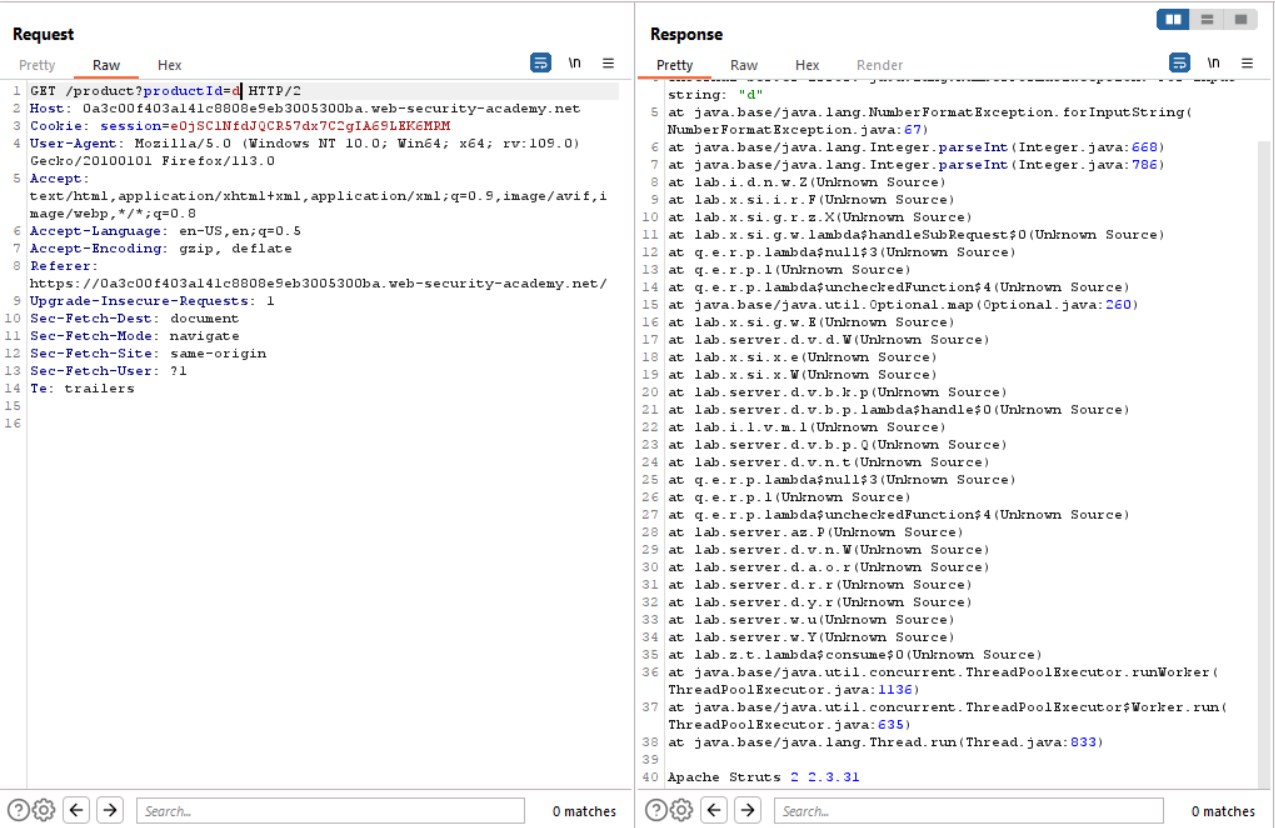 Request
Pretty Raw Hex
\n
1 GET /product?productId=d HTTP/2
2 Host: 0a3c00f403a141c8808e9eb3005300ba.web-security-academy.net
3 Cookie: session=e0jSClNfdJQCR57dx7C2gIA69LEK6MRM
4 User-Agent: Mozilla/5.0 (Windows NT 10.0; Win64; x64; rv:109.0)
Gecko/20100101 Firefox/113.0
5 Accept:
text/html,application/xhtml+xml,application/xml;q=0.9,image/avif,i
mage/webp,*/*;q=0.8
6 Accept-Language: en-US,en;q=0.5
7 Accept-Encoding: gzip, deflate
8 Referer:
https://0a3c00f403a141c8808e9eb3005300ba.web-security-academy.net/
9 Upgrade-Insecure-Requests: 1
10 Sec-Fetch-Dest: document
11 Sec-Fetch-Mode: navigate
12 Sec-Fetch-Site: same-origin
13 Sec-Fetch-User: ?1
14 Te: trailers
15
16
Search...
0 matches
Response
Pretty Raw Hex Render
\n
string: "d"
5 at java.base/java.lang.NumberFormatException.forInputString(
NumberFormatException.java:67)
6 at java.base/java.lang.Integer.parseInt(Integer.java:668)
7 at java.base/java.lang.Integer.parseInt(Integer.java:786)
8 at lab.i.d.n.w.Z(Unknown Source)
9 at lab.x.si.i.r.F(Unknown Source)
10 at lab.x.si.g.r.z.X(Unknown Source)
11 at lab.x.si.g.w.lambda$handleSubRequest$0(Unknown Source)
12 at q.e.r.p.lambda$null$3(Unknown Source)
13 at q.e.r.p.l(Unknown Source)
14 at q.e.r.p.lambda$uncheckedFunction$4(Unknown Source)
15 at java.base/java.util.Optional.map(Optional.java:260)
16 at lab.x.si.g.w.E(Unknown Source)
17 at lab.server.d.v.d.W(Unknown Source)
18 at lab.x.si.x.e(Unknown Source)
19 at lab.x.si.x.W(Unknown Source)
20 at lab.server.d.v.b.k.p(Unknown Source)
21 at lab.server.d.v.b.p.lambda$handle$0(Unknown Source)
22 at lab.i.l.v.m.l(Unknown Source)
23 at lab.server.d.v.b.p.Q(Unknown Source)
24 at lab.server.d.v.n.t(Unknown Source)
25 at q.e.r.p.lambda$null$3(Unknown Source)
26 at q.e.r.p.l(Unknown Source)
27 at q.e.r.p.lambda$uncheckedFunction$4(Unknown Source)
28 at lab.server.az.P(Unknown Source)
29 at lab.server.d.v.n.W(Unknown Source)
30 at lab.server.d.a.o.r(Unknown Source)
31 at lab.server.d.r.r(Unknown Source)
32 at lab.server.d.y.r(Unknown Source)
33 at lab.server.w.u(Unknown Source)
34 at lab.server.w.Y(Unknown Source)
35 at lab.z.t.lambda$consume$0(Unknown Source)
36 at java.base/java.util.concurrent.ThreadPoolExecutor.runWorker(
ThreadPoolExecutor.java:1136)
37 at java.base/java.util.concurrent.ThreadPoolExecutor$Worker.run(
ThreadPoolExecutor.java:635)
38 at java.base/java.lang.Thread.run(Thread.java:833)
39
40 Apache Struts 2 2.3.31
Search...
0 matches